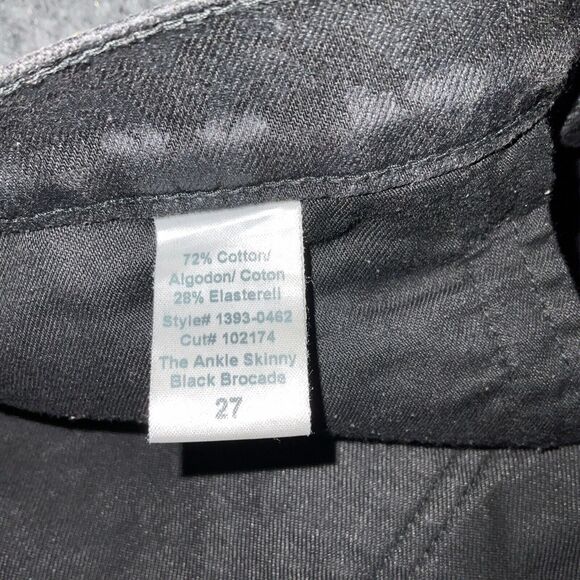 72% Cotton/
Algodon/ Coton
28% Elasterell
Style# 1393-0462
Cut# 102174
The Ankle Skinny
Black Brocade
27